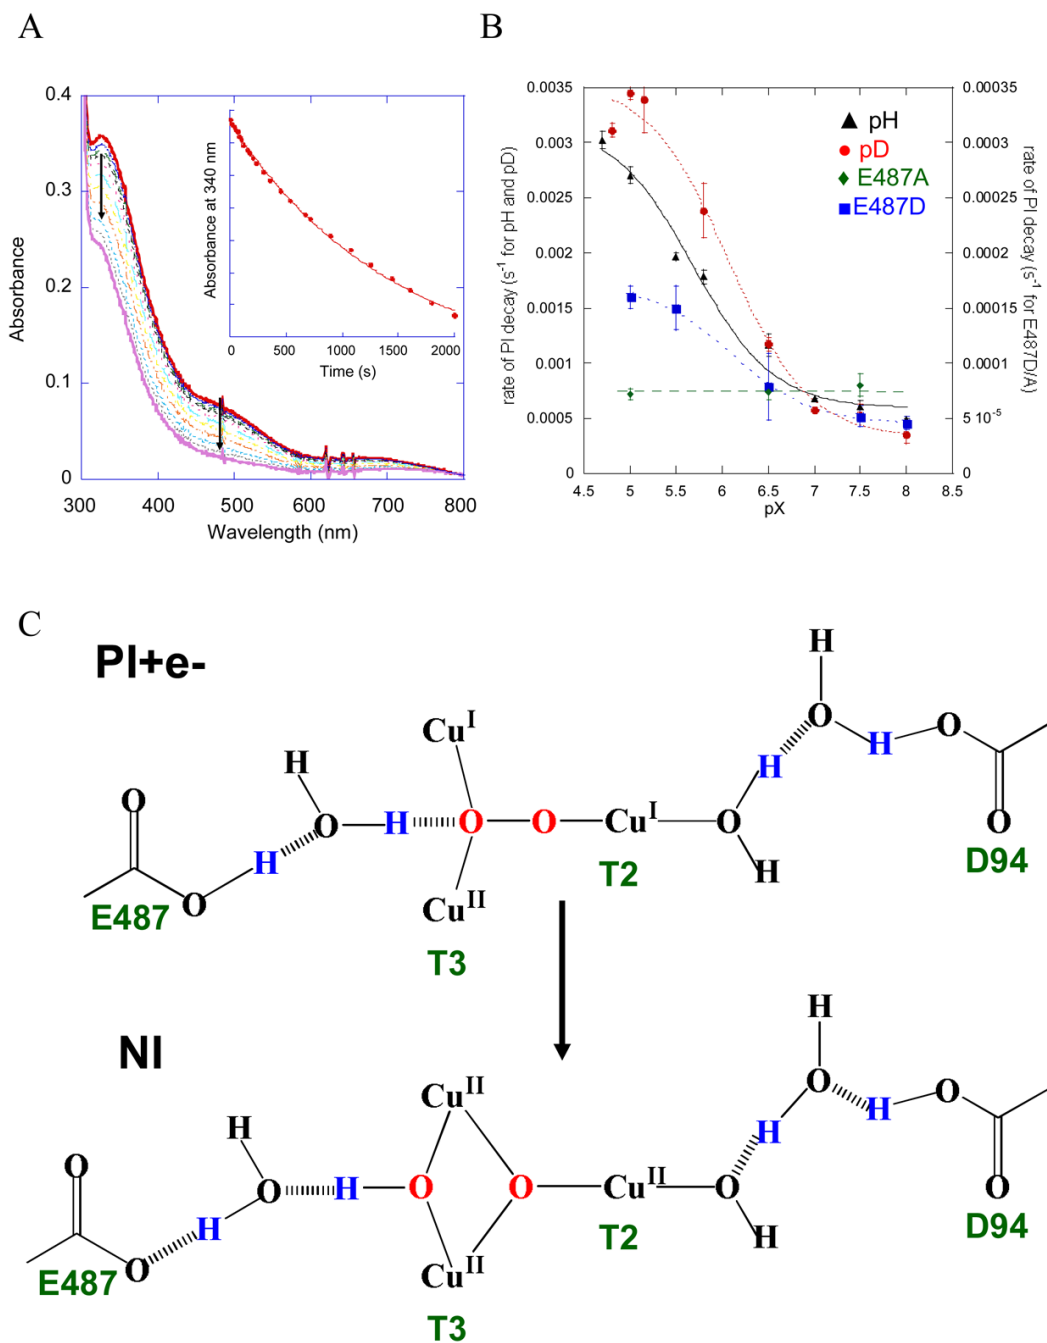 A
0.4
0.3
0.2
0.1
0
300 400 500 600 700 800
Wavelength (nm)
Absorbance
Absorbance at 340 nm
0 500 1000 1500 2000
Time (s)
B
0.0035
0.003
0.0025
0.002
0.0015
0.001
0.0005
0
4.5 5 5.5 6 6.5 7 7.5 8 8.5
pX
rate of PI decay (s⁻¹ for pH and pD)
pH
pD
E487A
E487D
0.00035
0.0003
0.00025
0.0002
0.00015
0.0001
5 10⁻⁵
0
rate of PI decay (s⁻¹ for E487D/A)
C
PI+e-
H
Cuᴵ
H
O
O
H
O
H
H
O
H
O
O
Cuᴵ
O
O
H
O
E487
Cuᴵᴵ
T2
H
D94
T3
NI
H
Cuᴵᴵ
H
O
O
H
O
H
O
H
O
O
Cuᴵᴵ
O
O
H
O
E487
Cuᴵᴵ
T2
H
D94
T3